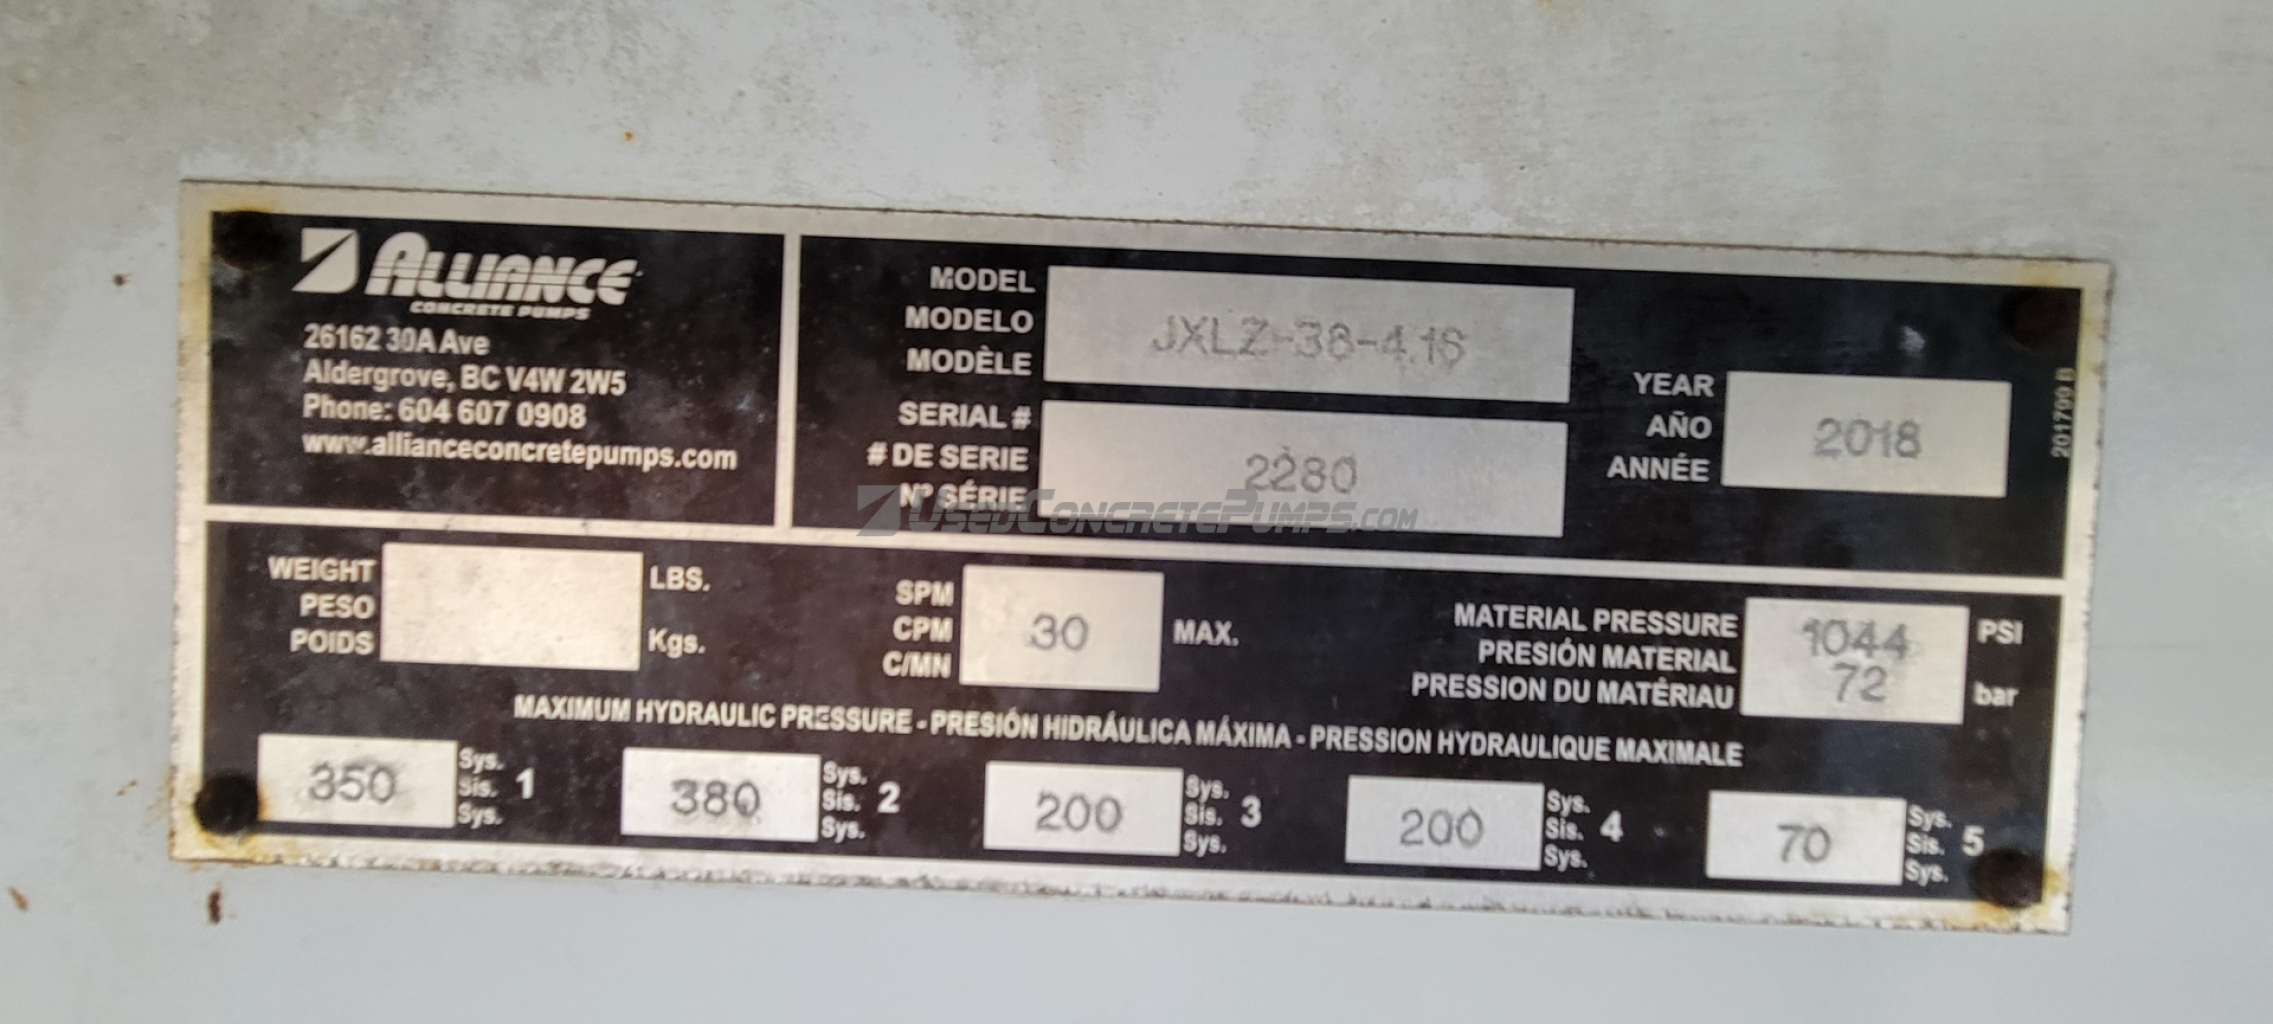 ALLIANCE
CONCRETE PUMPS
26162 30A Ave
Aldergrove, BC V4W 2W5
Phone: 604 607 0908
www.allianceconcretepumps.com
MODEL
MODELO
MODÈLE
JXLZ-38-4.16
SERIAL #
# DE SERIE
Nº SÉRIE
2280
YEAR
AÑO
ANNÉE
2018
201709 B
USEDCONCRETEPUMPS.COM
WEIGHT
PESO
POIDS
LBS.
Kgs.
SPM
CPM
C/MN
30
MAX.
MATERIAL PRESSURE
PRESIÓN MATERIAL
PRESSION DU MATÉRIAU
1044 PSI
72 bar
MAXIMUM HYDRAULIC PRESSURE - PRESIÓN HIDRÁULICA MÁXIMA - PRESSION HYDRAULIQUE MAXIMALE
350
Sys.
Sis. 1
Sys.
380
Sys.
Sis. 2
Sys.
200
Sys.
Sis. 3
Sys.
200
Sys.
Sis. 4
Sys.
70
Sys.
Sis. 5
Sys.